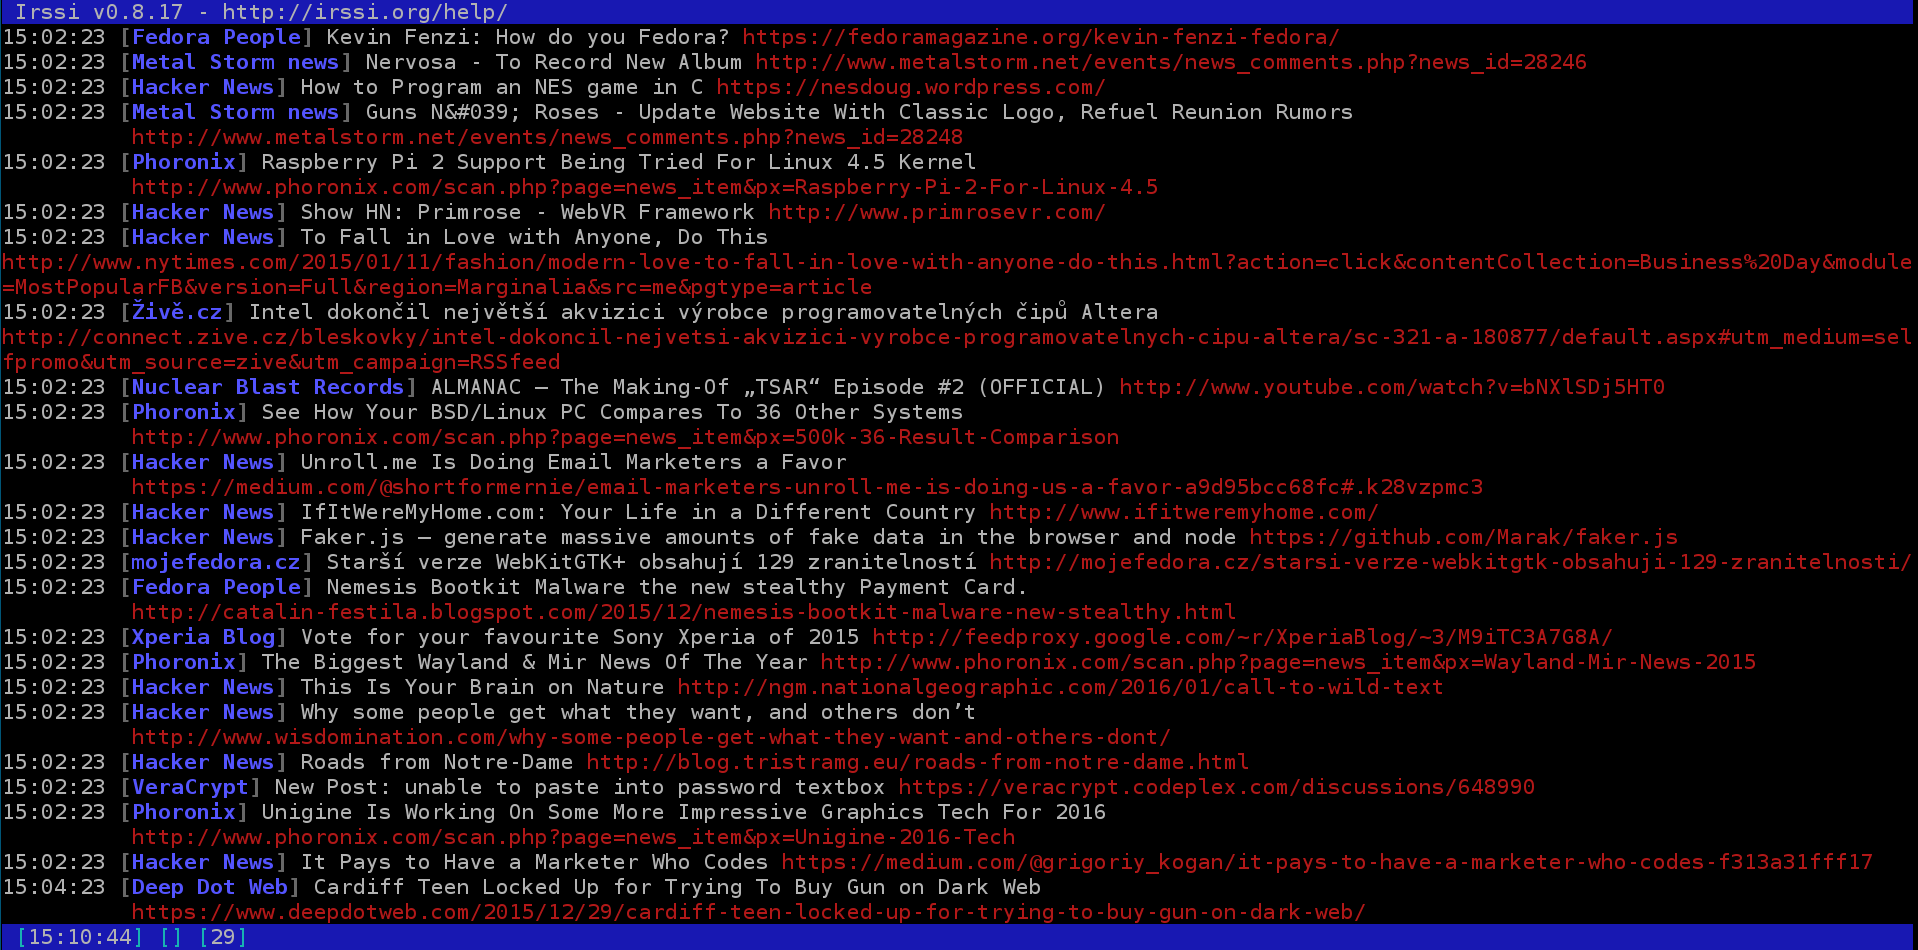 Irssi v0.8.17 - http://irssi.org/help/
15:02:23 [Fedora People] Kevin Fenzi: How do you Fedora? https://fedoramagazine.org/kevin-fenzi-fedora/
15:02:23 [Metal Storm news] Nervosa - To Record New Album http://www.metalstorm.net/events/news_comments.php?news_id=28246
15:02:23 [Hacker News] How to Program an NES game in C https://nesdoug.wordpress.com/
15:02:23 [Metal Storm news] Guns N&#039; Roses - Update Website With Classic Logo, Refuel Reunion Rumors
http://www.metalstorm.net/events/news_comments.php?news_id=28248
15:02:23 [Phoronix] Raspberry Pi 2 Support Being Tried For Linux 4.5 Kernel
http://www.phoronix.com/scan.php?page=news_item&px=Raspberry-Pi-2-For-Linux-4.5
15:02:23 [Hacker News] Show HN: Primrose - WebVR Framework http://www.primrosevr.com/
15:02:23 [Hacker News] To Fall in Love with Anyone, Do This
http://www.nytimes.com/2015/01/11/fashion/modern-love-to-fall-in-love-with-anyone-do-this.html?action=click&contentCollection=Business%20Day&module
=MostPopularFB&version=Full&region=Marginalia&src=me&pgtype=article
15:02:23 [Živě.cz] Intel dokončil největší akvizici výrobce programovatelných čipů Altera
http://connect.zive.cz/bleskovky/intel-dokoncil-nejvetsi-akvizici-vyrobce-programovatelnych-cipu-altera/sc-321-a-180877/default.aspx#utm_medium=sel
fpromo&utm_source=zive&utm_campaign=RSSfeed
15:02:23 [Nuclear Blast Records] ALMANAC – The Making-Of „TSAR“ Episode #2 (OFFICIAL) http://www.youtube.com/watch?v=bNXlSDj5HT0
15:02:23 [Phoronix] See How Your BSD/Linux PC Compares To 36 Other Systems
http://www.phoronix.com/scan.php?page=news_item&px=500k-36-Result-Comparison
15:02:23 [Hacker News] Unroll.me Is Doing Email Marketers a Favor
https://medium.com/@shortformernie/email-marketers-unroll-me-is-doing-us-a-favor-a9d95bcc68fc#.k28vzpmc3
15:02:23 [Hacker News] IfItWereMyHome.com: Your Life in a Different Country http://www.ifitweremyhome.com/
15:02:23 [Hacker News] Faker.js – generate massive amounts of fake data in the browser and node https://github.com/Marak/faker.js
15:02:23 [mojefedora.cz] Starší verze WebKitGTK+ obsahují 129 zranitelností http://mojefedora.cz/starsi-verze-webkitgtk-obsahuji-129-zranitelnosti/
15:02:23 [Fedora People] Nemesis Bootkit Malware the new stealthy Payment Card.
http://catalin-festila.blogspot.com/2015/12/nemesis-bootkit-malware-new-stealthy.html
15:02:23 [Xperia Blog] Vote for your favourite Sony Xperia of 2015 http://feedproxy.google.com/~r/XperiaBlog/~3/M9iTC3A7G8A/
15:02:23 [Phoronix] The Biggest Wayland & Mir News Of The Year http://www.phoronix.com/scan.php?page=news_item&px=Wayland-Mir-News-2015
15:02:23 [Hacker News] This Is Your Brain on Nature http://ngm.nationalgeographic.com/2016/01/call-to-wild-text
15:02:23 [Hacker News] Why some people get what they want, and others don’t
http://www.wisdomination.com/why-some-people-get-what-they-want-and-others-dont/
15:02:23 [Hacker News] Roads from Notre-Dame http://blog.tristramg.eu/roads-from-notre-dame.html
15:02:23 [VeraCrypt] New Post: unable to paste into password textbox https://veracrypt.codeplex.com/discussions/648990
15:02:23 [Phoronix] Unigine Is Working On Some More Impressive Graphics Tech For 2016
http://www.phoronix.com/scan.php?page=news_item&px=Unigine-2016-Tech
15:02:23 [Hacker News] It Pays to Have a Marketer Who Codes https://medium.com/@grigoriy_kogan/it-pays-to-have-a-marketer-who-codes-f313a31fff17
15:04:23 [Deep Dot Web] Cardiff Teen Locked Up for Trying To Buy Gun on Dark Web
https://www.deepdotweb.com/2015/12/29/cardiff-teen-locked-up-for-trying-to-buy-gun-on-dark-web/
[15:10:44] [] [29]